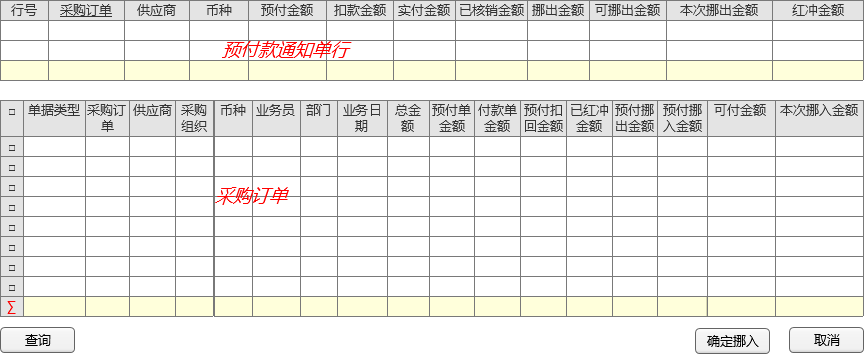 行号 采购订单 供应商 币种 预付金额 扣款金额 实付金额 已核销金额 挪出金额 可挪出金额 本次挪出金额 红冲金额
预付款通知单行
单据类型 采购订单 供应商 采购组织 币种 业务员 部门 业务日期 总金额 预付单金额 付款单金额 预付扣回金额 已红冲金额 预付挪出金额 预付挪入金额 可付金额 本次挪入金额
采购订单
∑
查询 确定挪入 取消